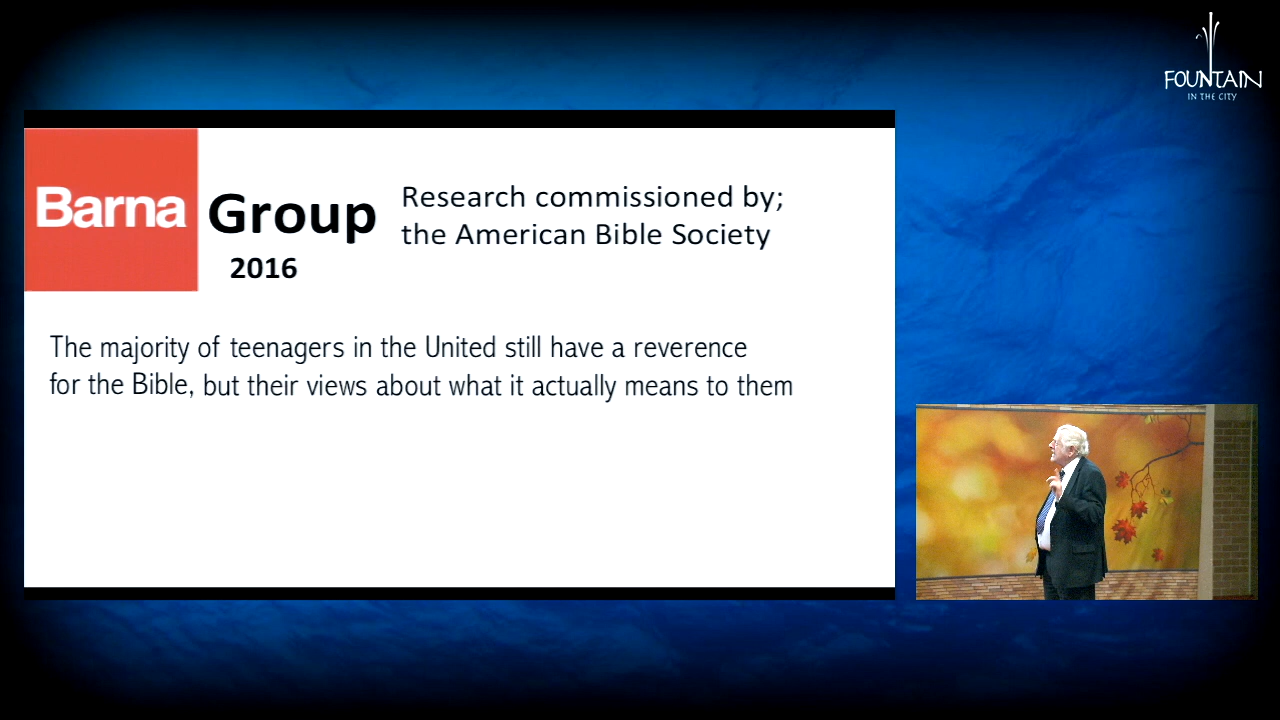 FOUNTAIN
IN THE CITY
Barna Group
2016
Research commissioned by;
the American Bible Society
The majority of teenagers in the United still have a reverence
for the Bible, but their views about what it actually means to them